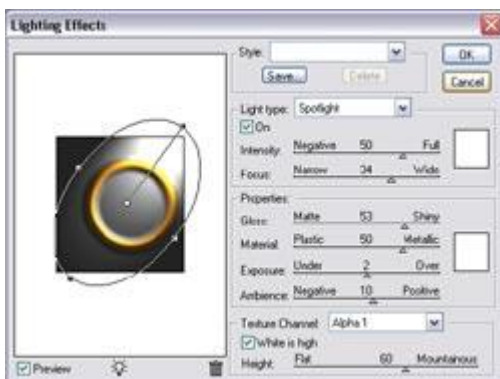 Lighting Effects
Style:
OK
Save...
Delete
Cancel
Light type: Spotlight
On
Intensity: Negative 50 Full
Focus: Narrow 34 Wide
Properties:
Gloss: Matte 53 Shiny
Material: Plastic 50 Metallic
Exposure: Under 2 Over
Ambience: Negative 10 Positive
Texture Channel: Alpha 1
White is high
Height: Flat 60 Mountainous
Preview